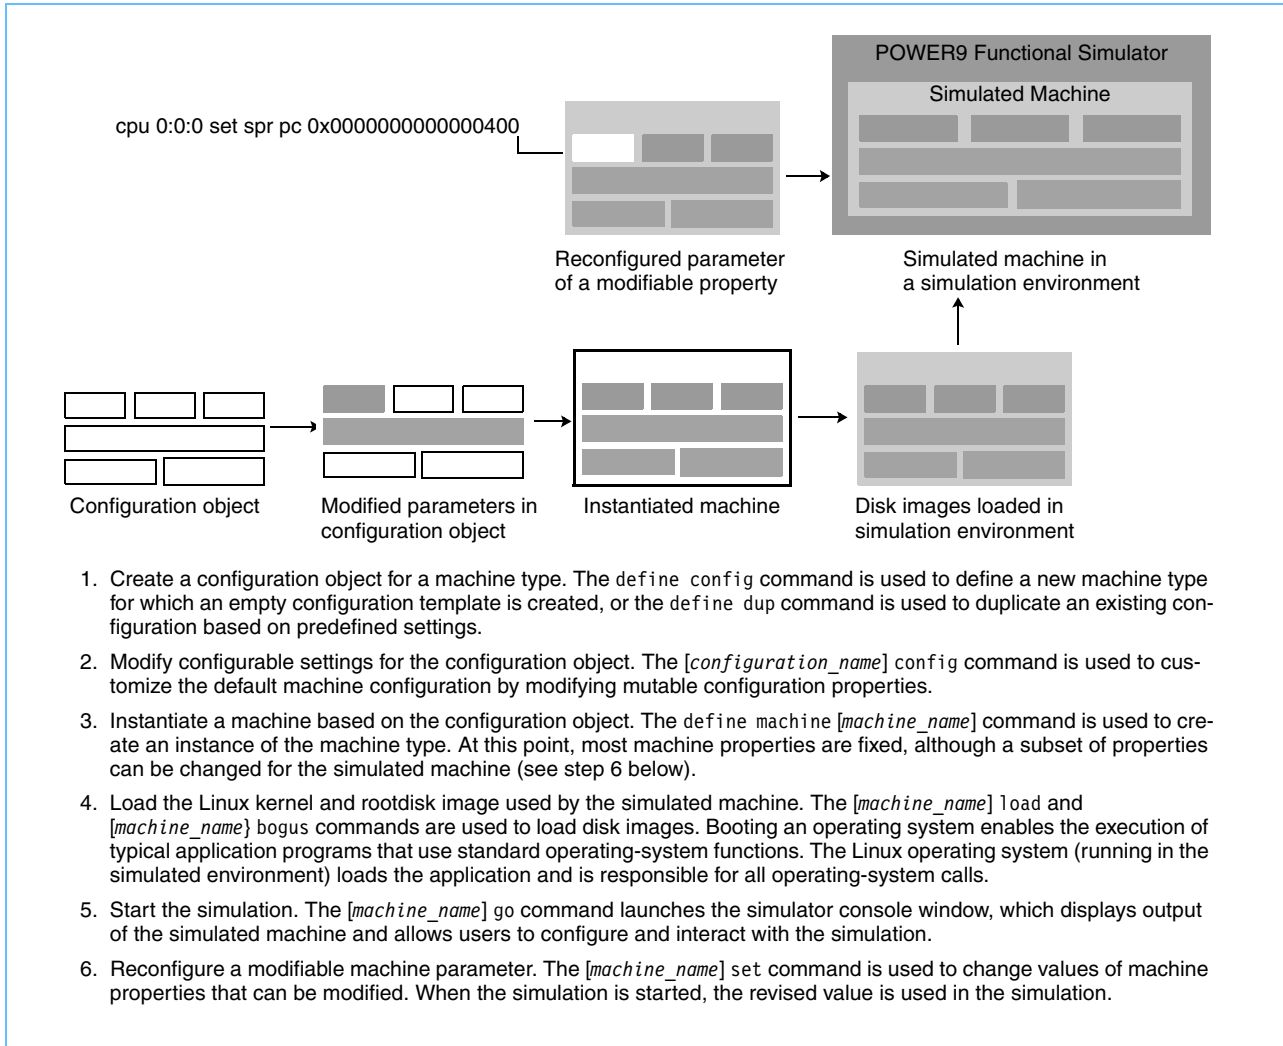 POWER9 Functional Simulator
Simulated Machine
cpu 0:0:0 set spr pc 0x0000000000000400
Reconfigured parameter
of a modifiable property
Simulated machine in
a simulation environment
Configuration object
Modified parameters in
configuration object
Instantiated machine
Disk images loaded in
simulation environment
1. Create a configuration object for a machine type. The define config command is used to define a new machine type
for which an empty configuration template is created, or the define dup command is used to duplicate an existing con-
figuration based on predefined settings.
2. Modify configurable settings for the configuration object. The [configuration_name] config command is used to cus-
tomize the default machine configuration by modifying mutable configuration properties.
3. Instantiate a machine based on the configuration object. The define machine [machine_name] command is used to cre-
ate an instance of the machine type. At this point, most machine properties are fixed, although a subset of properties
can be changed for the simulated machine (see step 6 below).
4. Load the Linux kernel and rootdisk image used by the simulated machine. The [machine_name] load and
[machine_name} bogus commands are used to load disk images. Booting an operating system enables the execution of
typical application programs that use standard operating-system functions. The Linux operating system (running in the
simulated environment) loads the application and is responsible for all operating-system calls.
5. Start the simulation. The [machine_name] go command launches the simulator console window, which displays output
of the simulated machine and allows users to configure and interact with the simulation.
6. Reconfigure a modifiable machine parameter. The [machine_name] set command is used to change values of machine
properties that can be modified. When the simulation is started, the revised value is used in the simulation.